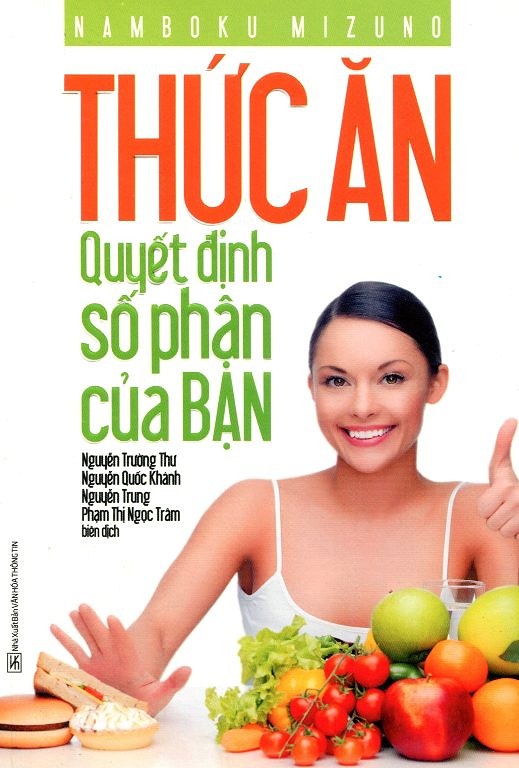 NAMBOKU MIZUNO
THỨC ĂN
Quyết định
số phận
của BẠN
Nguyễn Trường Thư
Nguyễn Quốc Khánh
Nguyễn Trung
Phạm Thị Ngọc Trâm
biên dịch
Nhà Xuất Bản VĂN HÓA THÔNG TIN